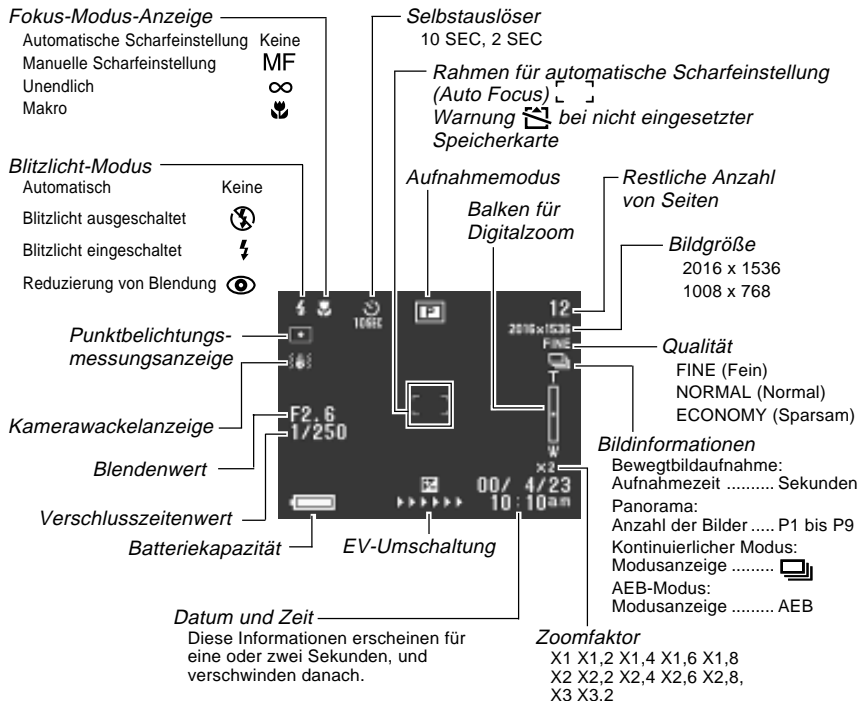 Fokus-Modus-Anzeige
Automatische Scharfeinstellung Keine
Manuelle Scharfeinstellung MF
Unendlich ∞
Makro
Blitzlicht-Modus
Automatisch Keine
Blitzlicht ausgeschaltet
Blitzlicht eingeschaltet
Reduzierung von Blendung
Punktbelichtungs-
messungsanzeige
Kamerawackelanzeige
Blendenwert
Verschlusszeitenwert
Batteriekapazität
EV-Umschaltung
Datum und Zeit
Diese Informationen erscheinen für
eine oder zwei Sekunden, und
verschwinden danach.
Selbstauslöser
10 SEC, 2 SEC
Rahmen für automatische Scharfeinstellung
(Auto Focus)
Warnung bei nicht eingesetzter
Speicherkarte
Aufnahmemodus
Balken für
Digitalzoom
Restliche Anzahl
von Seiten
Bildgröße
2016 x 1536
1008 x 768
Qualität
FINE (Fein)
NORMAL (Normal)
ECONOMY (Sparsam)
Bildinformationen
Bewegtbildaufnahme:
Aufnahmezeit .......... Sekunden
Panorama:
Anzahl der Bilder ..... P1 bis P9
Kontinuierlicher Modus:
Modusanzeige .........
AEB-Modus:
Modusanzeige ......... AEB
Zoomfaktor
X1 X1,2 X1,4 X1,6 X1,8
X2 X2,2 X2,4 X2,6 X2,8,
X3 X3,2
10SEC
P
12
2016x1536
FINE
T
W
x2
F2.6
1/250
00/ 4/23
10:10am